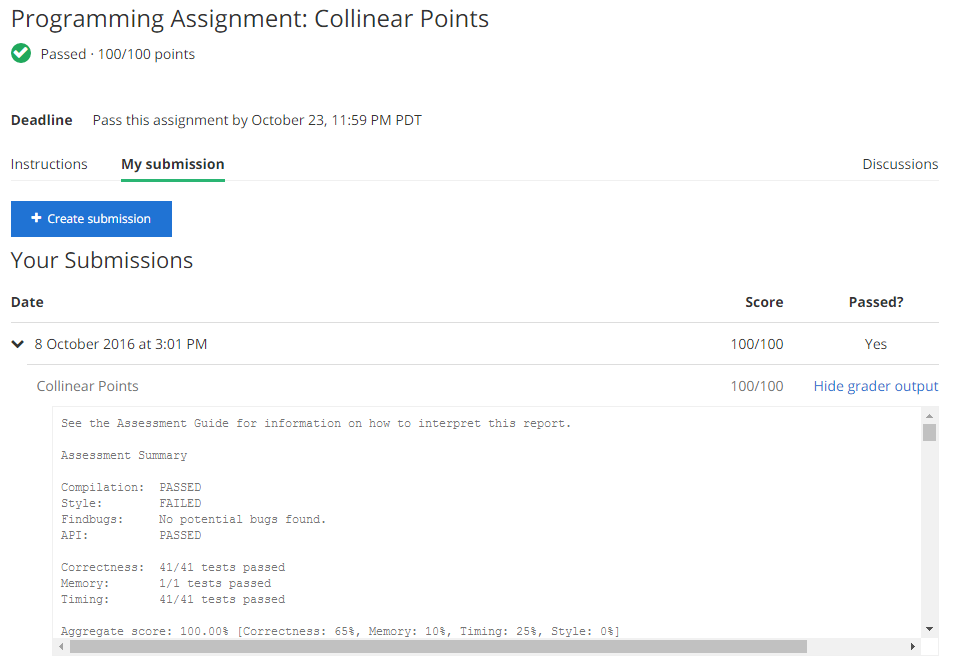 Programming Assignment: Collinear Points
Passed · 100/100 points
Deadline Pass this assignment by October 23, 11:59 PM PDT
Instructions My submission Discussions
+ Create submission
Your Submissions
Date Score Passed?
8 October 2016 at 3:01 PM 100/100 Yes
Collinear Points 100/100 Hide grader output
See the Assessment Guide for information on how to interpret this report.
Assessment Summary
Compilation: PASSED
Style: FAILED
Findbugs: No potential bugs found.
API: PASSED
Correctness: 41/41 tests passed
Memory: 1/1 tests passed
Timing: 41/41 tests passed
Aggregate score: 100.00% [Correctness: 65%, Memory: 10%, Timing: 25%, Style: 0%]